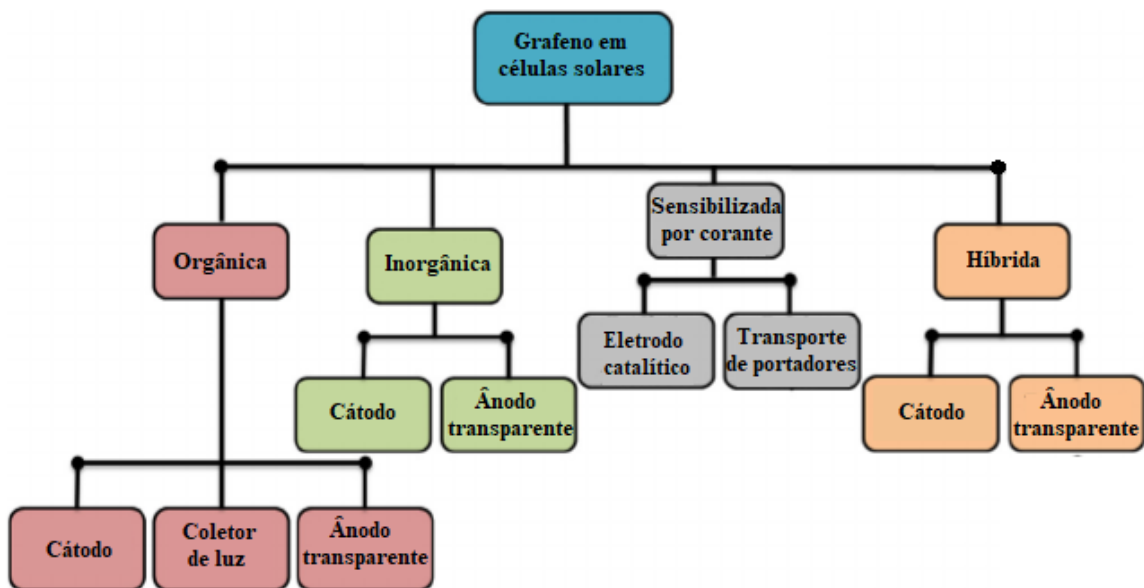 Grafeno em
células solares
Orgânica
Inorgânica
Sensibilizada
por corante
Híbrida
Eletrodo
catalítico
Transporte
de portadores
Cátodo
Ânodo
transparente
Cátodo
Ânodo
transparente
Cátodo
Coletor
de luz
Ânodo
transparente